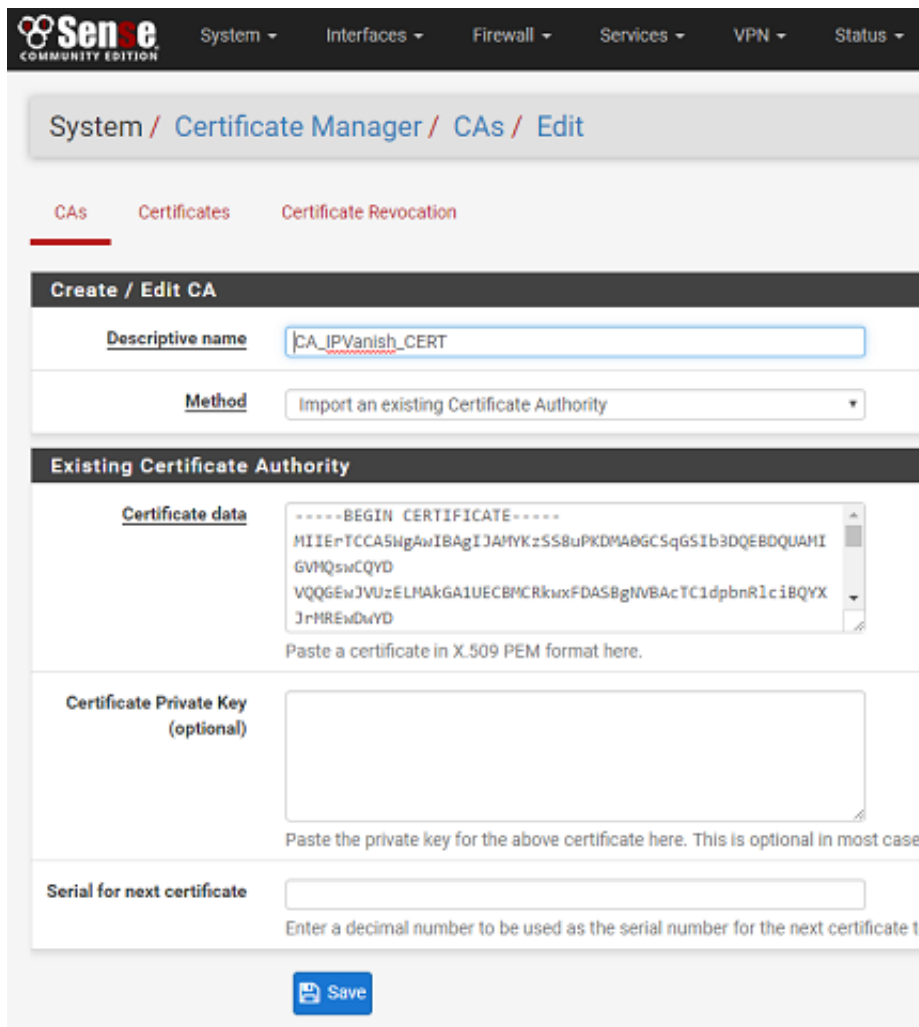 Sense
COMMUNITY EDITION
System Interfaces Firewall Services VPN Status
System / Certificate Manager / CAs / Edit
CAs Certificates Certificate Revocation
Create / Edit CA
Descriptive name CA_IPVanish_CERT
Method Import an existing Certificate Authority
Existing Certificate Authority
Certificate data -----BEGIN CERTIFICATE-----
MIIErTCCA5WgAwIBAgIJAMYKzSS8uPKDMA0GCSqGSIb3DQEBDQUAMI
GVMQswCQYD
VQQGEwJVUzELMAkGA1UECBMCRkwxFDASBgNVBAcTC1dpbnRlciBQYX
JrMREwDwYD
Paste a certificate in X.509 PEM format here.
Certificate Private Key
(optional)
Paste the private key for the above certificate here. This is optional in most case
Serial for next certificate
Enter a decimal number to be used as the serial number for the next certificate t
Save